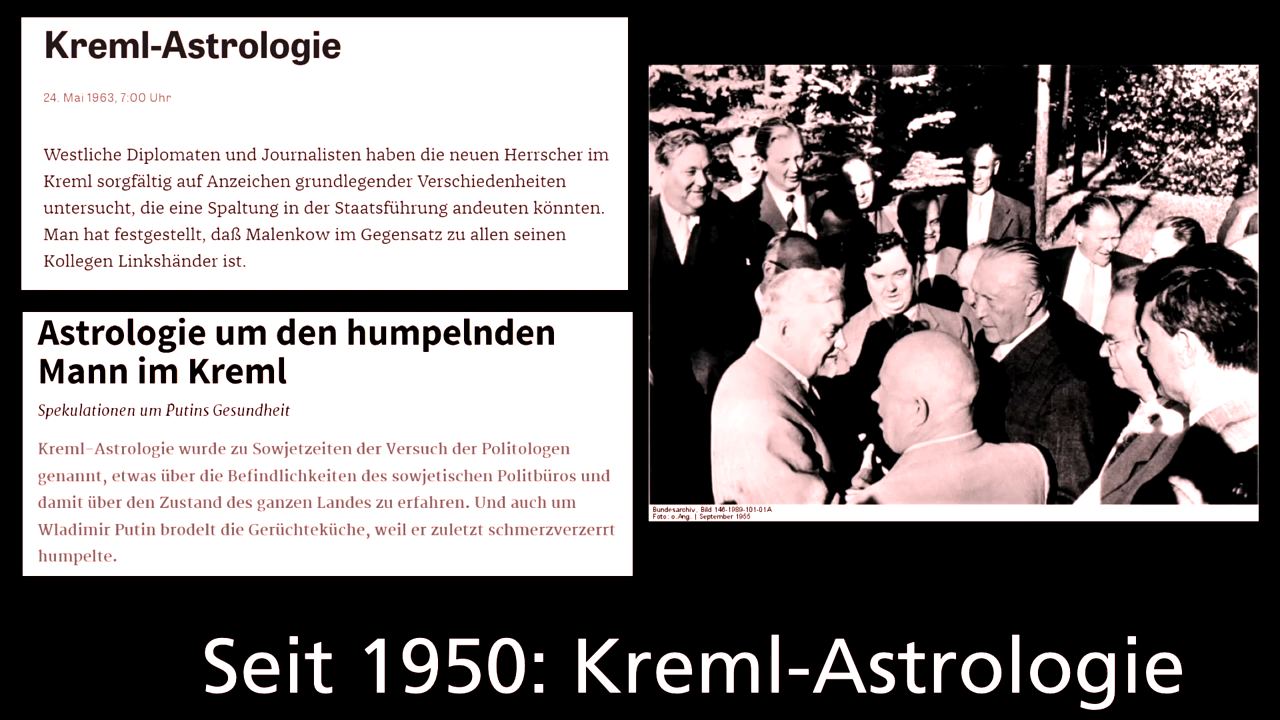 Kreml-Astrologie
24. Mai 1963, 7:00 Uhr
Westliche Diplomaten und Journalisten haben die neuen Herrscher im
Kreml sorgfältig auf Anzeichen grundlegender Verschiedenheiten
untersucht, die eine Spaltung in der Staatsführung andeuten könnten.
Man hat festgestellt, daß Malenkow im Gegensatz zu allen seinen
Kollegen Linkshänder ist.
Astrologie um den humpelnden
Mann im Kreml
Spekulationen um Putins Gesundheit
Kreml-Astrologie wurde zu Sowjetzeiten der Versuch der Politologen
genannt, etwas über die Befindlichkeiten des sowjetischen Politbüros und
damit über den Zustand des ganzen Landes zu erfahren. Und auch um
Wladimir Putin brodelt die Gerüchteküche, weil er zuletzt schmerzverzerrt
humpelte.
Bundesarchiv, Bild 146-1989-101-01A
Foto: o.Ang. | September 1955
Seit 1950: Kreml-Astrologie